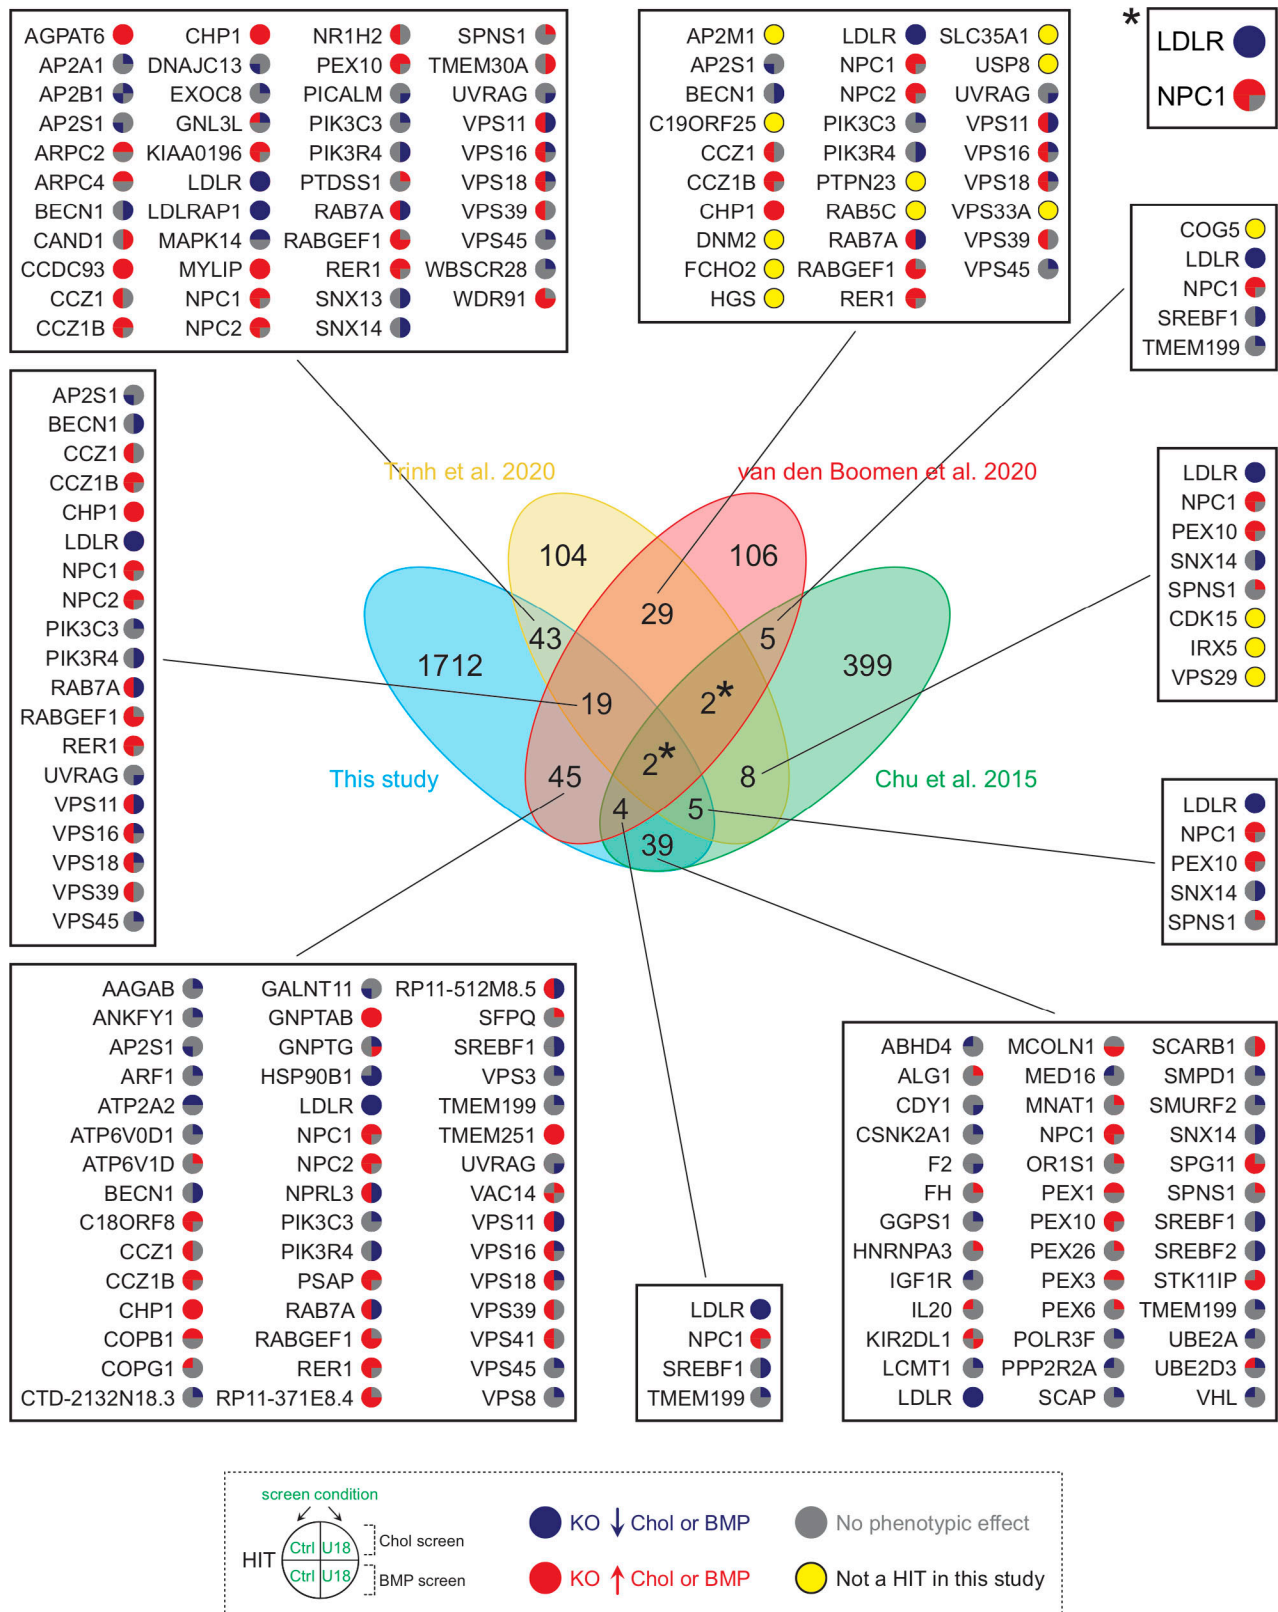 AGPAT6 CHP1 NR1H2 SPNS1
AP2A1 DNAJC13 PEX10 TMEM30A
AP2B1 EXOC8 PICALM UVRAG
AP2S1 GNL3L PIK3C3 VPS11
ARPC2 KIAA0196 PIK3R4 VPS16
ARPC4 LDLR PTDSS1 VPS18
BECN1 LDLRAP1 RAB7A VPS39
CAND1 MAPK14 RABGEF1 VPS45
CCDC93 MYLIP RER1 WBSCR28
CCZ1 NPC1 SNX13 WDR91
CCZ1B NPC2 SNX14
AP2M1 LDLR SLC35A1
AP2S1 NPC1 USP8
BECN1 NPC2 UVRAG
C19ORF25 PIK3C3 VPS11
CCZ1 PIK3R4 VPS16
CCZ1B PTPN23 VPS18
CHP1 RAB5C VPS33A
DNM2 RAB7A VPS39
FCHO2 RABGEF1 VPS45
HGS RER1
*
LDLR
NPC1
COG5
LDLR
NPC1
SREBF1
TMEM199
AP2S1
BECN1
CCZ1
CCZ1B
CHP1
LDLR
NPC1
NPC2
PIK3C3
PIK3R4
RAB7A
RABGEF1
RER1
UVRAG
VPS11
VPS16
VPS18
VPS39
VPS45
Trinh et al. 2020
van den Boomen et al. 2020
This study
Chu et al. 2015
104
106
29
43
5
1712
399
19
2*
2*
45
8
4
5
39
LDLR
NPC1
PEX10
SNX14
SPNS1
CDK15
IRX5
VPS29
LDLR
NPC1
PEX10
SNX14
SPNS1
AAGAB GALNT11 RP11-512M8.5
ANKFY1 GNPTAB SFPQ
AP2S1 GNPTG SREBF1
ARF1 HSP90B1 VPS3
ATP2A2 LDLR TMEM199
ATP6V0D1 NPC1 TMEM251
ATP6V1D NPC2 UVRAG
BECN1 NPRL3 VAC14
C18ORF8 PIK3C3 VPS11
CCZ1 PIK3R4 VPS16
CCZ1B PSAP VPS18
CHP1 RAB7A VPS39
COPB1 RABGEF1 VPS41
COPG1 RER1 VPS45
CTD-2132N18.3 RP11-371E8.4 VPS8
LDLR
NPC1
SREBF1
TMEM199
ABHD4 MCOLN1 SCARB1
ALG1 MED16 SMPD1
CDY1 MNAT1 SMURF2
CSNK2A1 NPC1 SNX14
F2 OR1S1 SPG11
FH PEX1 SPNS1
GGPS1 PEX10 SREBF1
HNRNPA3 PEX26 SREBF2
IGF1R PEX3 STK11IP
IL20 PEX6 TMEM199
KIR2DL1 POLR3F UBE2A
LCMT1 PPP2R2A UBE2D3
LDLR SCAP VHL
screen condition
HIT
Ctrl U18
Ctrl U18
Chol screen
BMP screen
KO ↓ Chol or BMP
KO ↑ Chol or BMP
No phenotypic effect
Not a HIT in this study